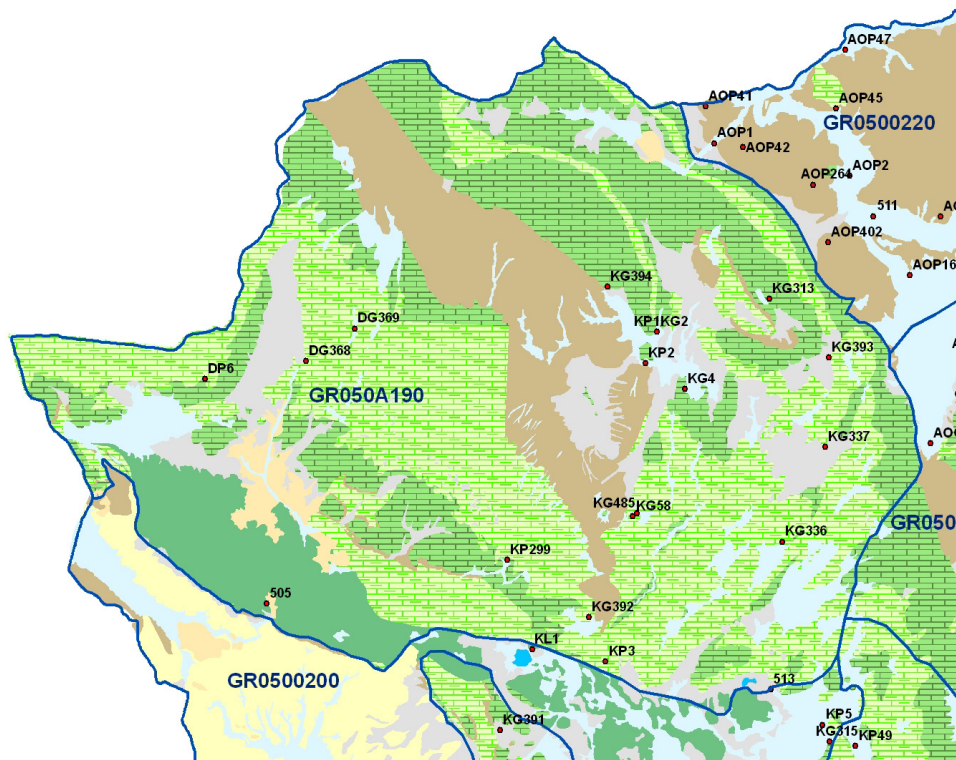 AOP47
AOP41
AOP45
GR0500220
AOP1
AOP42
AOP2
AOP264
511
AOP402
AOP16
KG394
KG313
DG369
KP1KG2
DG368
KP2
KG393
DP6
GR050A190
KG4
KG337
KG485
KG58
GR050
KG336
KP299
505
KG392
KL1
KP3
GR0500200
513
KG391
KP5
KG315
KP49